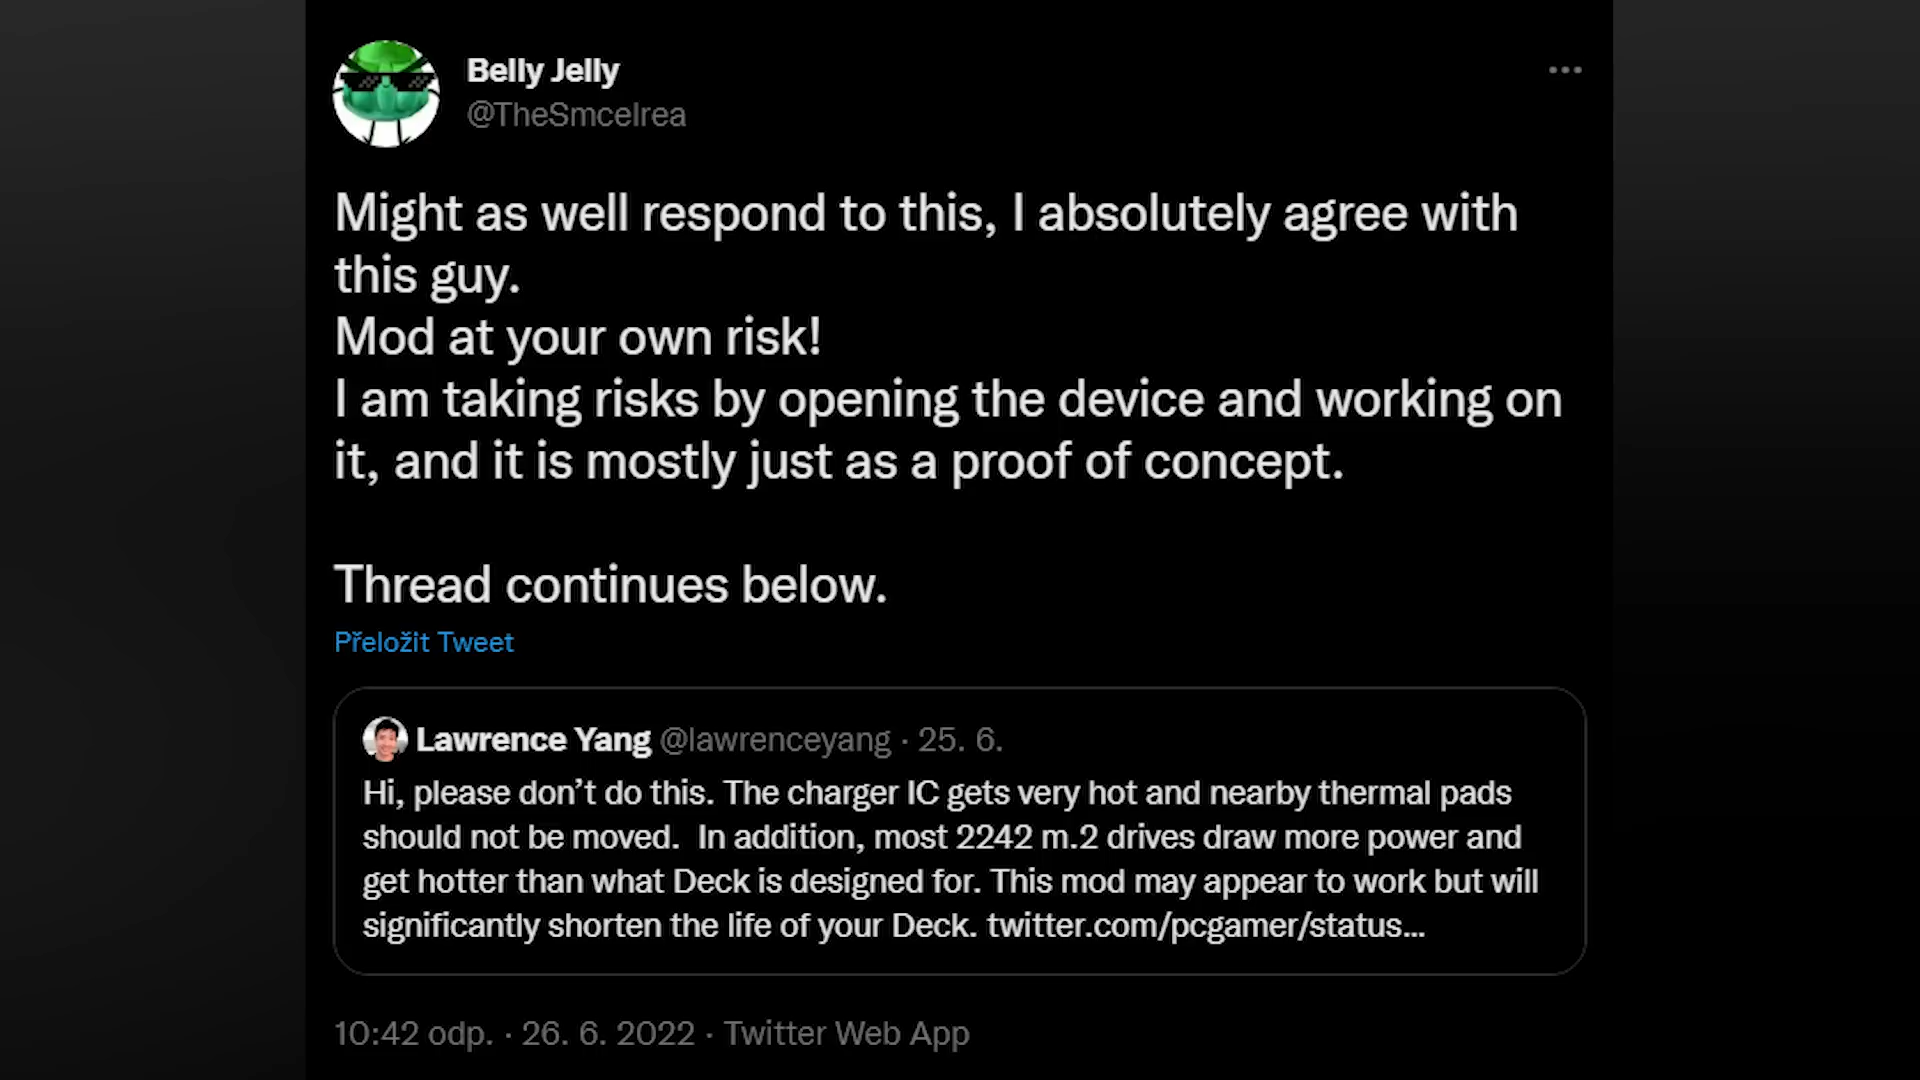 Belly Jelly
@TheSmcelrea
Might as well respond to this, I absolutely agree with
this guy.
Mod at your own risk!
I am taking risks by opening the device and working on
it, and it is mostly just as a proof of concept.
Thread continues below.
Přeložit Tweet
Lawrence Yang @lawrenceyang · 25. 6.
Hi, please don’t do this. The charger IC gets very hot and nearby thermal pads
should not be moved.  In addition, most 2242 m.2 drives draw more power and
get hotter than what Deck is designed for. This mod may appear to work but will
significantly shorten the life of your Deck. twitter.com/pcgamer/status…
10:42 odp. · 26. 6. 2022 · Twitter Web App